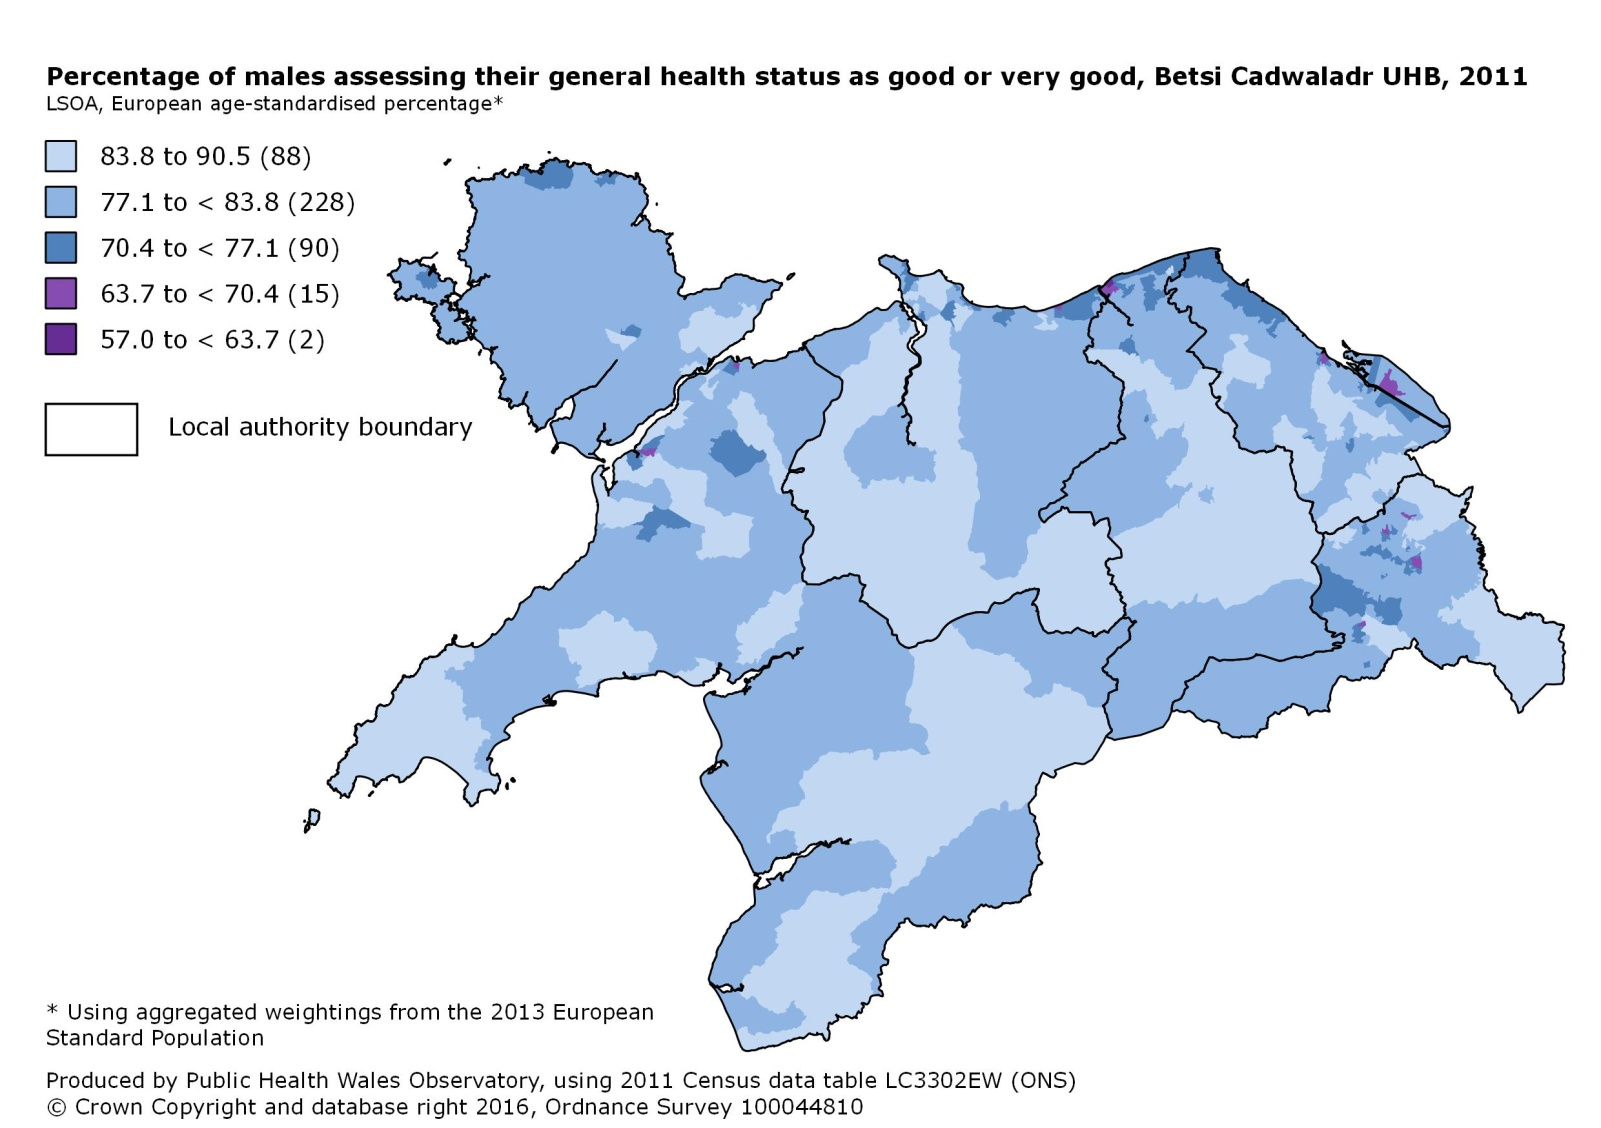 Percentage of males assessing their general health status as good or very good, Betsi Cadwaladr UHB, 2011
LSOA, European age-standardised percentage*
83.8 to 90.5 (88)
77.1 to < 83.8 (228)
70.4 to < 77.1 (90)
63.7 to < 70.4 (15)
57.0 to < 63.7 (2)
Local authority boundary
* Using aggregated weightings from the 2013 European
Standard Population
Produced by Public Health Wales Observatory, using 2011 Census data table LC3302EW (ONS)
© Crown Copyright and database right 2016, Ordnance Survey 100044810